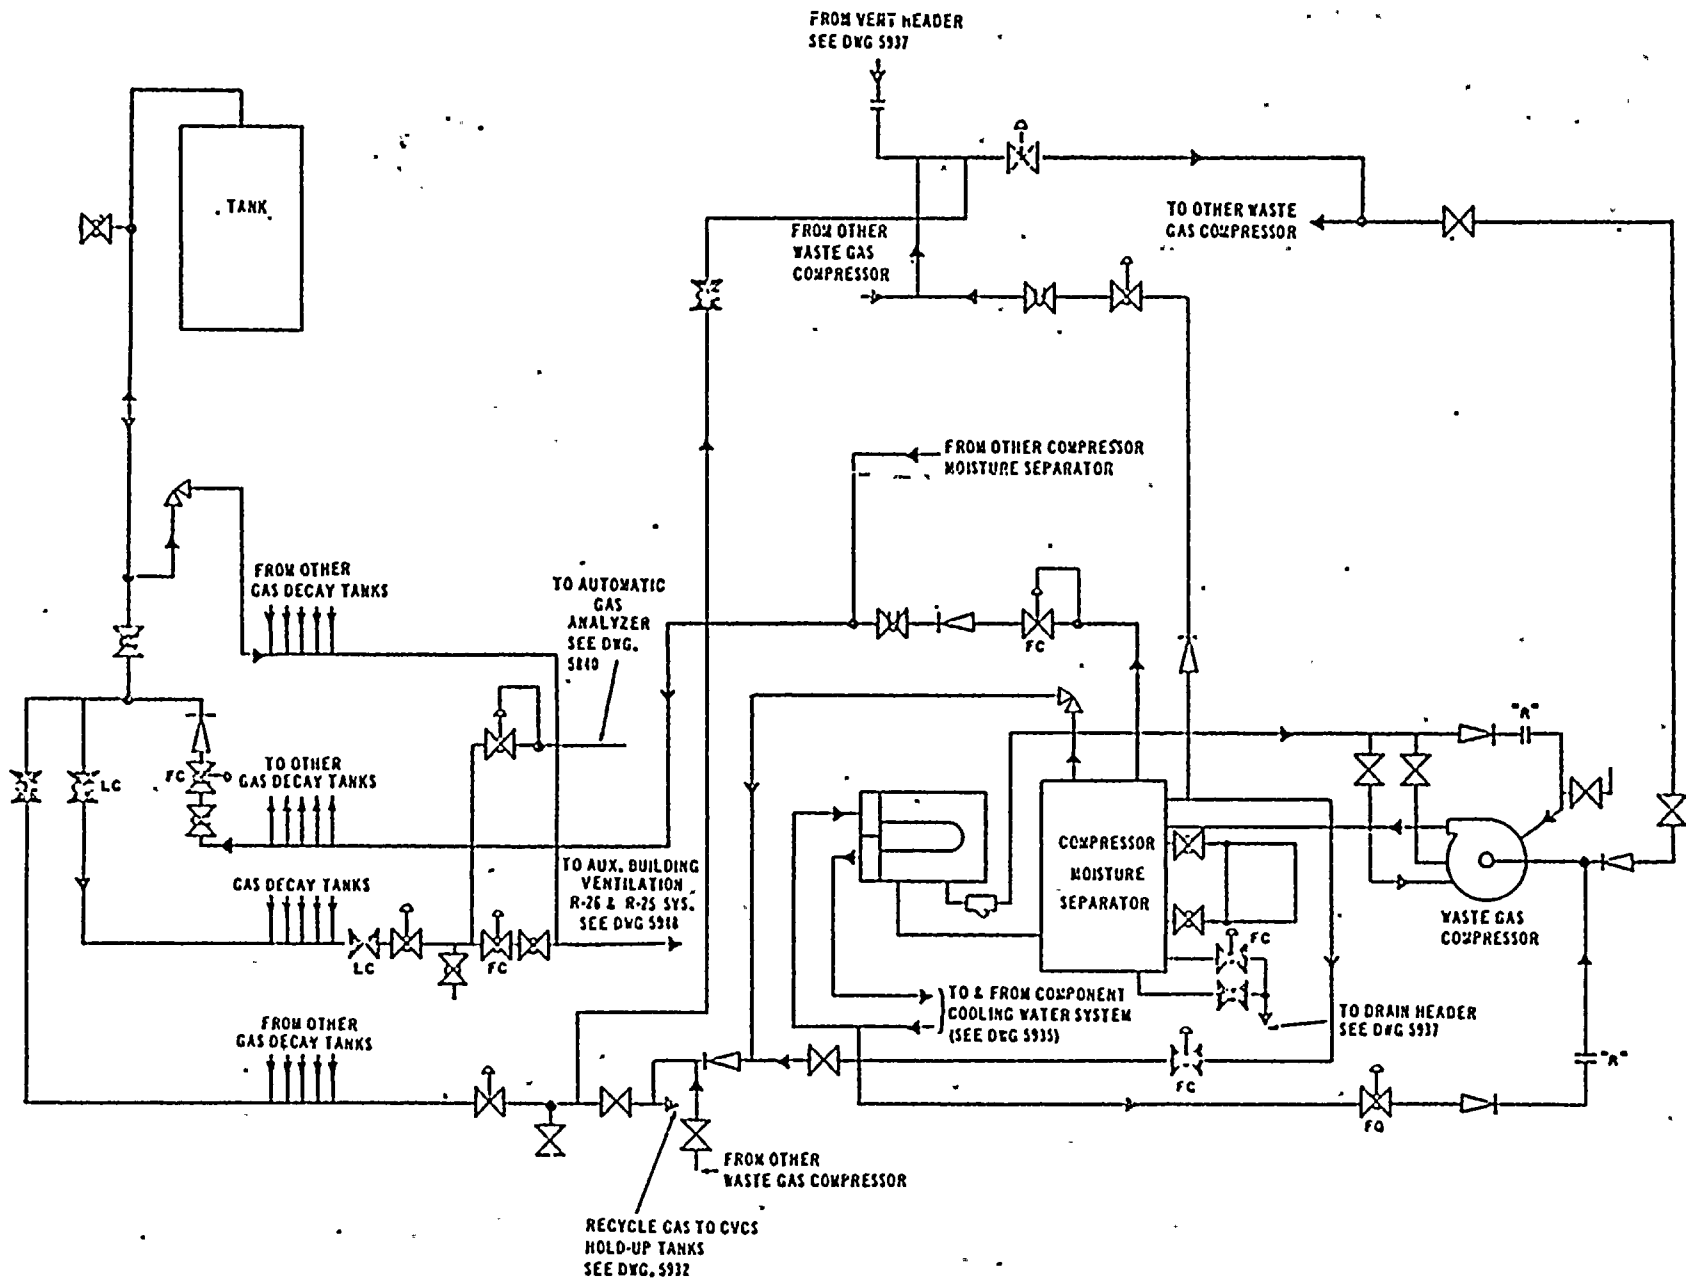 FROM VENT HEADER
SEE DWG 5937
TANK
TO OTHER WASTE
GAS COMPRESSOR
FROM OTHER
WASTE GAS
COMPRESSOR
FROM OTHER COMPRESSOR
MOISTURE SEPARATOR
FROM OTHER
GAS DECAY TANKS
TO AUTOMATIC
GAS
ANALYZER
SEE DWG.
FC
"R"
FC
LC
TO OTHER
GAS DECAY TANKS
COMPRESSOR
MOISTURE
SEPARATOR
TO AUX. BUILDING
VENTILATION
R-26 & R-25 SYS.
SEE DWG
GAS DECAY TANKS
LC
FC
FC
WASTE GAS
COMPRESSOR
TO & FROM COMPONENT
COOLING WATER SYSTEM
(SEE DWG 5935)
TO DRAIN HEADER
SEE DWG 5937
FROM OTHER
GAS DECAY TANKS
"R"
FC
FO
FROM OTHER
WASTE GAS COMPRESSOR
RECYCLE GAS TO CVCS
HOLD-UP TANKS
SEE DWG. 5932